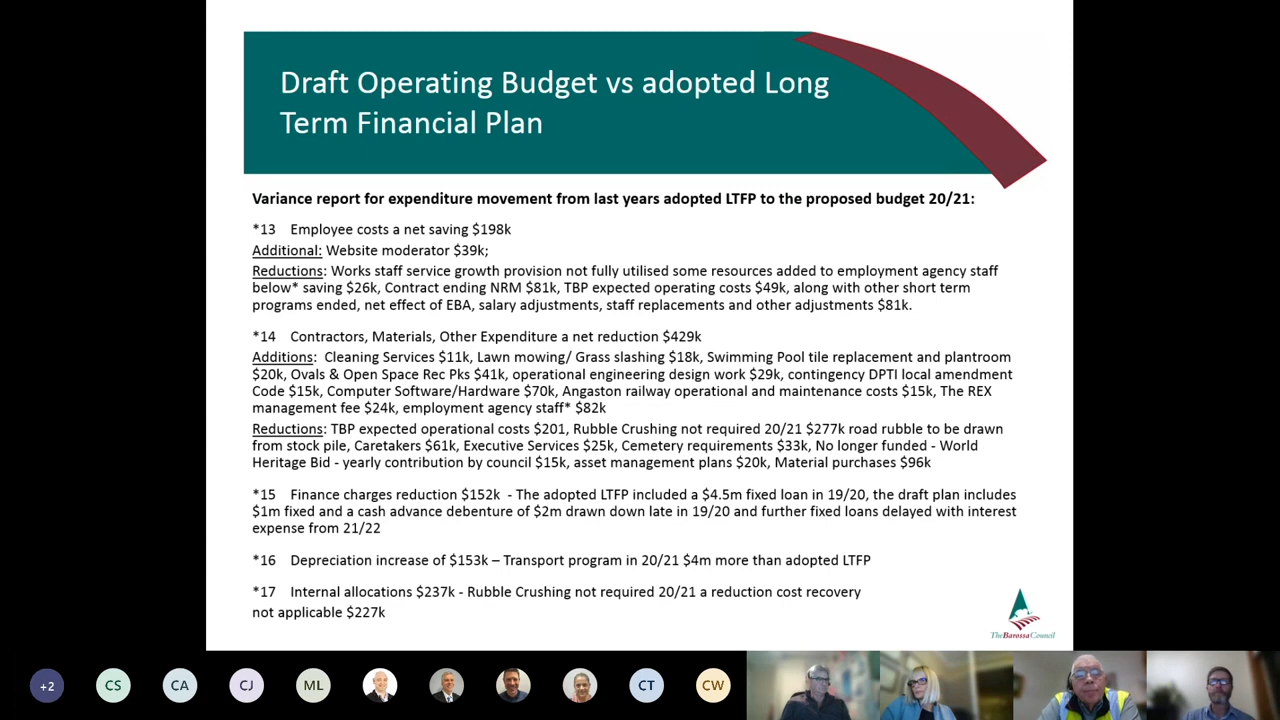 Draft Operating Budget vs adopted Long
Term Financial Plan
Variance report for expenditure movement from last years adopted LTFP to the proposed budget 20/21:
*13 Employee costs a net saving $198k
Additional: Website moderator $39k;
Reductions: Works staff service growth provision not fully utilised some resources added to employment agency staff
below* saving $26k, Contract ending NRM $81k, TBP expected operating costs $49k, along with other short term
programs ended, net effect of EBA, salary adjustments, staff replacements and other adjustments $81k.
*14 Contractors, Materials, Other Expenditure a net reduction $429k
Additions: Cleaning Services $11k, Lawn mowing/ Grass slashing $18k, Swimming Pool tile replacement and plantroom
$20k, Ovals & Open Space Rec Pks $41k, operational engineering design work $29k, contingency DPTI local amendment
Code $15k, Computer Software/Hardware $70k, Angaston railway operational and maintenance costs $15k, The REX
management fee $24k, employment agency staff* $82k
Reductions: TBP expected operational costs $201, Rubble Crushing not required 20/21 $277k road rubble to be drawn
from stock pile, Caretakers $61k, Executive Services $25k, Cemetery requirements $33k, No longer funded - World
Heritage Bid - yearly contribution by council $15k, asset management plans $20k, Material purchases $96k
*15 Finance charges reduction $152k - The adopted LTFP included a $4.5m fixed loan in 19/20, the draft plan includes
$1m fixed and a cash advance debenture of $2m drawn down late in 19/20 and further fixed loans delayed with interest
expense from 21/22
*16 Depreciation increase of $153k – Transport program in 20/21 $4m more than adopted LTFP
*17 Internal allocations $237k - Rubble Crushing not required 20/21 a reduction cost recovery
not applicable $227k
The Barossa Council
+2 CS CA CJ ML CT CW